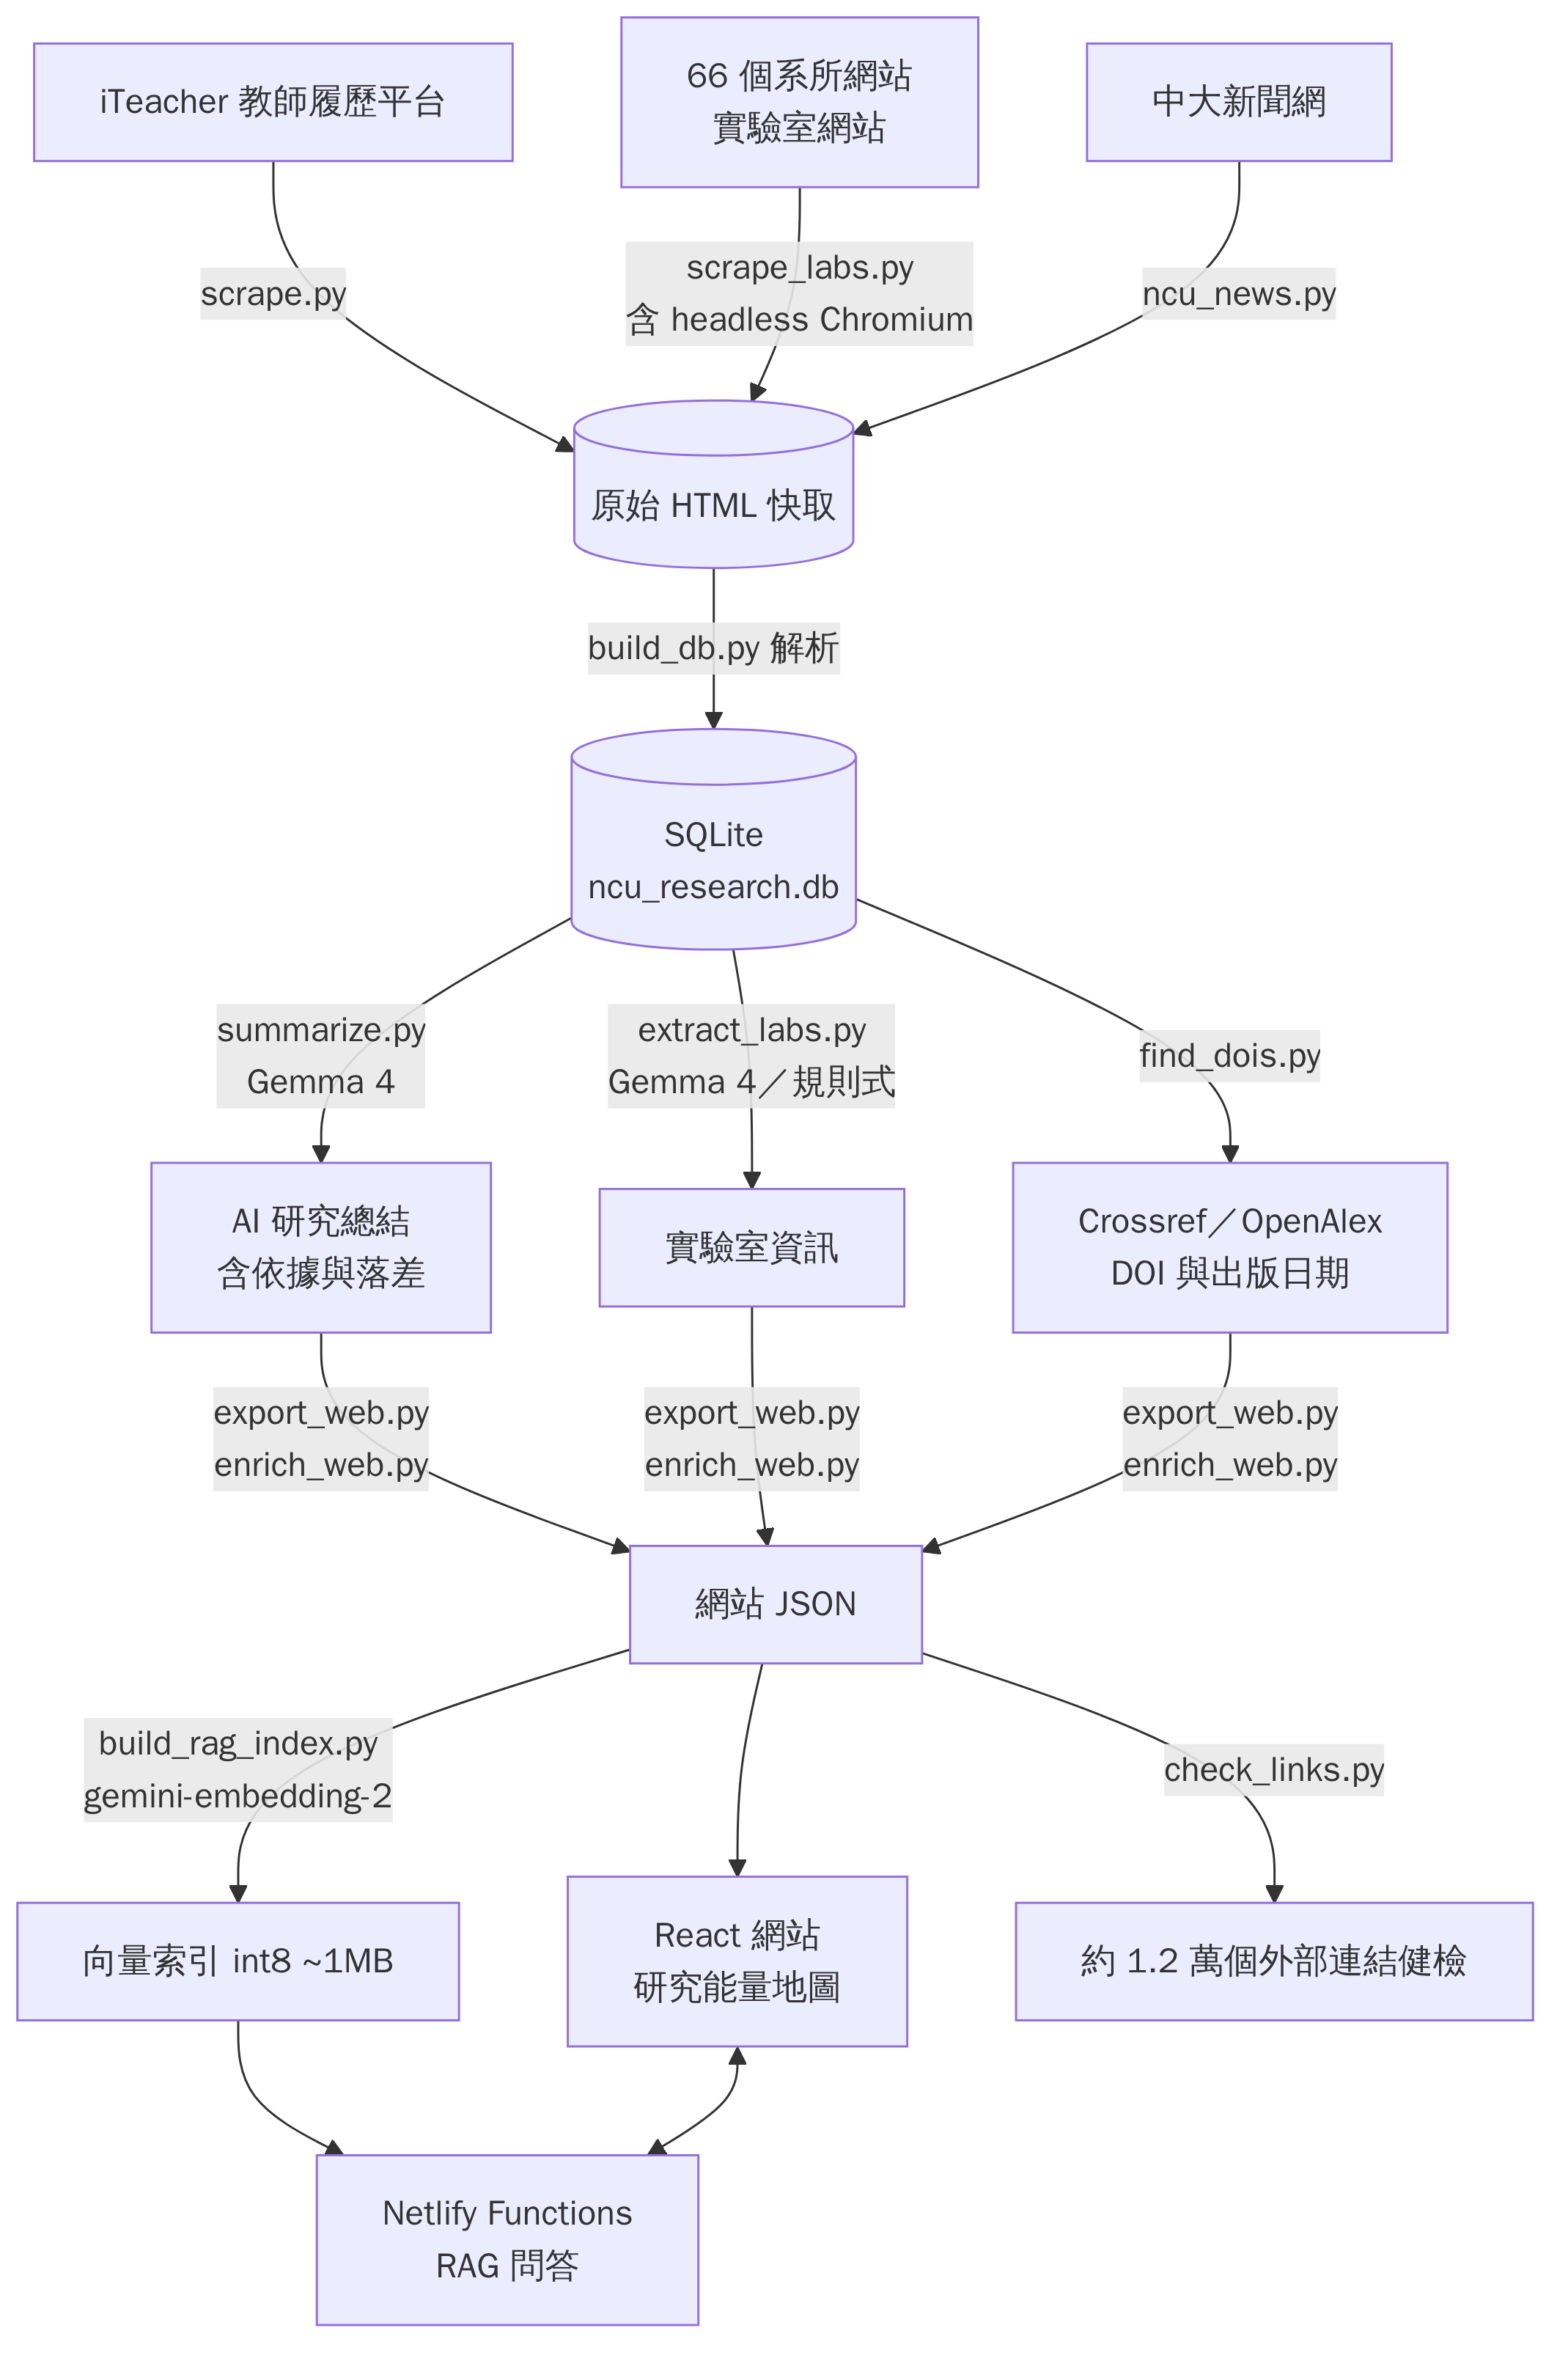 iTeacher 教師履歷平台
66 個系所網站
實驗室網站
中大新聞網
scrape.py
scrape_labs.py
含 headless Chromium
ncu_news.py
原始 HTML 快取
build_db.py 解析
SQLite
ncu_research.db
summarize.py
Gemma 4
extract_labs.py
Gemma 4／規則式
find_dois.py
AI 研究總結
含依據與落差
實驗室資訊
Crossref／OpenAlex
DOI 與出版日期
export_web.py
enrich_web.py
export_web.py
enrich_web.py
export_web.py
enrich_web.py
網站 JSON
build_rag_index.py
gemini-embedding-2
check_links.py
向量索引 int8 ~1MB
React 網站
研究能量地圖
約 1.2 萬個外部連結健檢
Netlify Functions
RAG 問答